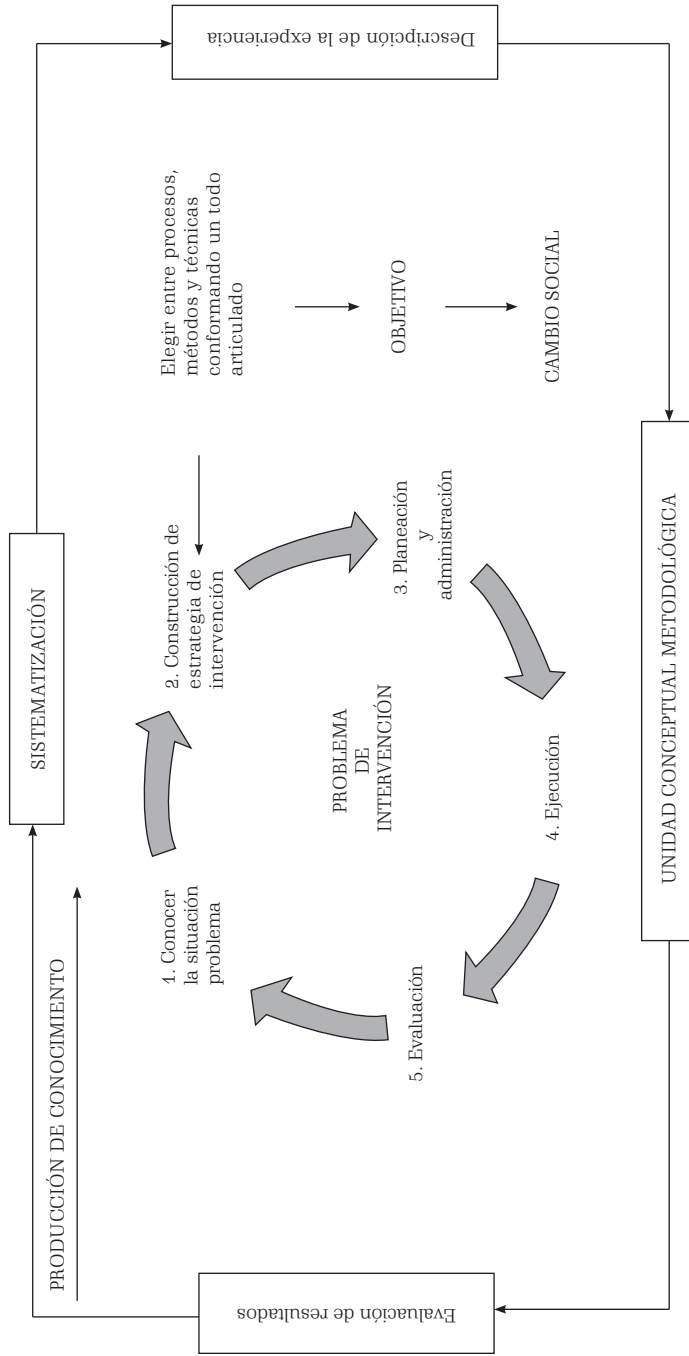 SISTEMATIZACIÓN
PRODUCCIÓN DE CONOCIMIENTO
Evaluación de resultados
Descripción de la experiencia
1. Conocer
la situación
problema
2. Construcción de
estrategia de
intervención
Elegir entre procesos,
métodos y técnicas
conformando un todo
articulado
OBJETIVO
CAMBIO SOCIAL
PROBLEMA
DE
INTERVENCIÓN
3. Planeación
y
administración
4. Ejecución
5. Evaluación
UNIDAD CONCEPTUAL METODOLÓGICA